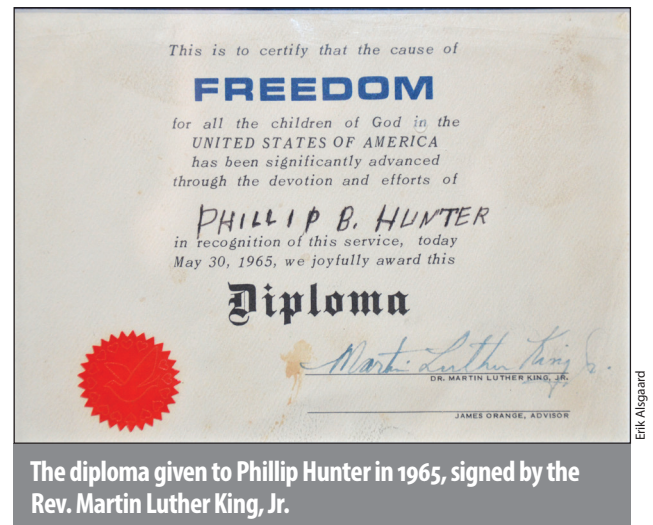 This is to certify that the cause of
FREEDOM
for all the children of God in the
UNITED STATES OF AMERICA
has been significantly advanced
through the devotion and efforts of
PHILLIP B. HUNTER
in recognition of this service, today
May 30, 1965, we joyfully award this
Diploma
Martin Luther King Jr.
DR. MARTIN LUTHER KING, JR.
JAMES ORANGE, ADVISOR
Erik Alsgaard
The diploma given to Phillip Hunter in 1965, signed by the
Rev. Martin Luther King, Jr.